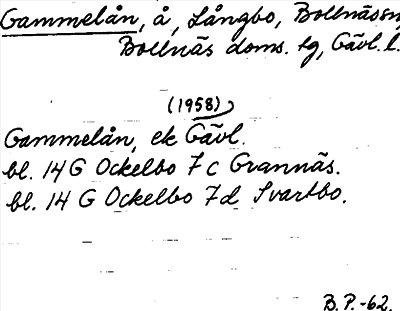 Gammelån, å, Långbo, Bollnässn,
Bollnäs doms. tg, Gävl. l.
(1958)
Gammelån, ek Gävl.
bl. 14 G Ockelbo 7 c Grannäs.
bl. 14 G Ockelbo 7 d Svartbo.
B. P. -62.